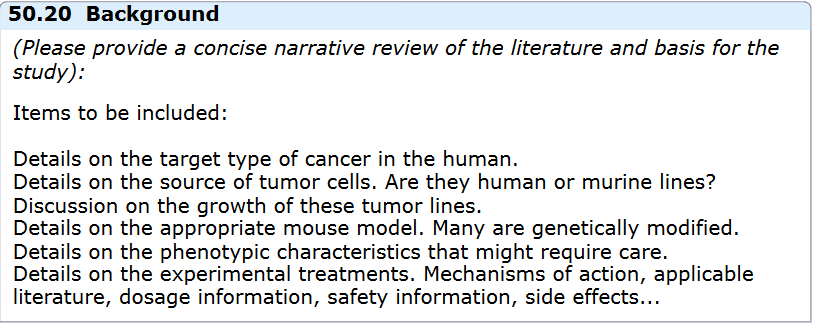 50.20 Background
(Please provide a concise narrative review of the literature and basis for the
study):
Items to be included:
Details on the target type of cancer in the human.
Details on the source of tumor cells. Are they human or murine lines?
Discussion on the growth of these tumor lines.
Details on the appropriate mouse model. Many are genetically modified.
Details on the phenotypic characteristics that might require care.
Details on the experimental treatments. Mechanisms of action, applicable
literature, dosage information, safety information, side effects...